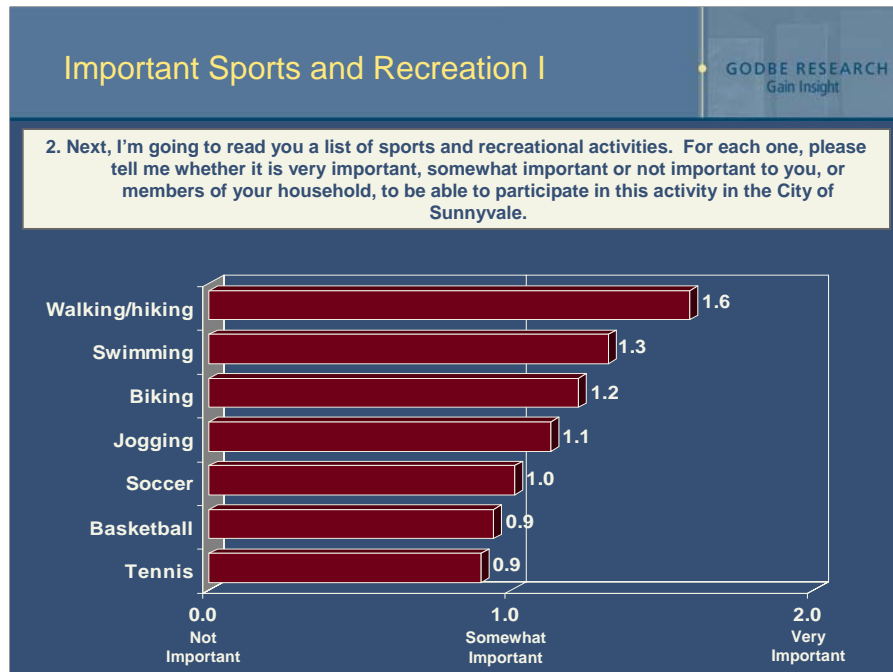 Important Sports and Recreation I
GODBE RESEARCH
Gain Insight
2. Next, I'm going to read you a list of sports and recreational activities.  For each one, please
tell me whether it is very important, somewhat important or not important to you, or
members of your household, to be able to participate in this activity in the City of
Sunnyvale.
Walking/hiking 1.6
Swimming 1.3
Biking 1.2
Jogging 1.1
Soccer 1.0
Basketball 0.9
Tennis 0.9
0.0 1.0 2.0
Not Somewhat Very
Important Important Important